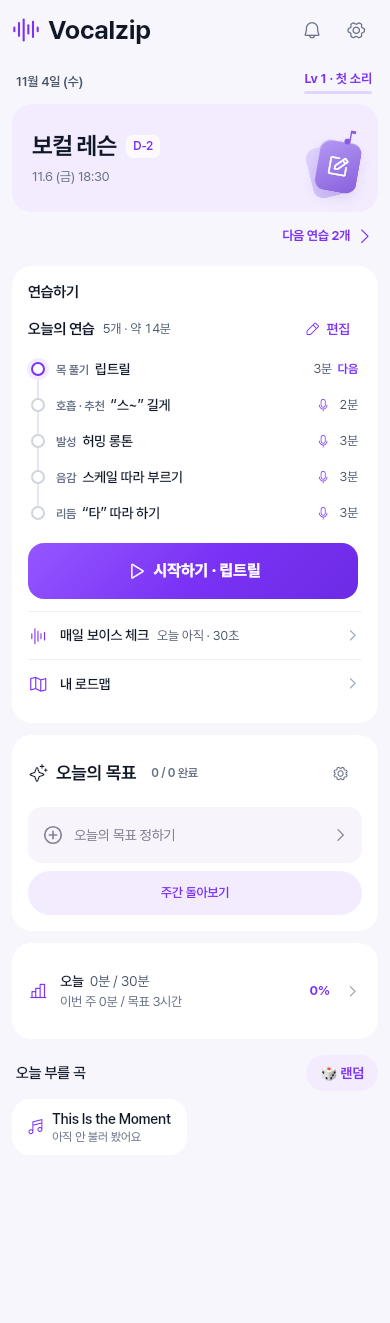 Vocalzip
11월 4일 (수)
Lv 1 · 첫 소리
보컬 레슨 D-2
11.6 (금) 18:30
다음 연습 2개
연습하기
오늘의 연습 5개 · 약 14분 편집
목 풀기 립트릴 3분 다음
호흡 · 추천 “스~” 길게 2분
발성 허밍 롱톤 3분
음감 스케일 따라 부르기 3분
리듬 “타” 따라 하기 3분
시작하기 · 립트릴
매일 보이스 체크 오늘 아직 · 30초
내 로드맵
오늘의 목표 0 / 0 완료
오늘의 목표 정하기
주간 돌아보기
오늘 0분 / 30분
이번 주 0분 / 목표 3시간
0%
오늘 부를 곡
랜덤
This Is the Moment
아직 안 불러 봤어요